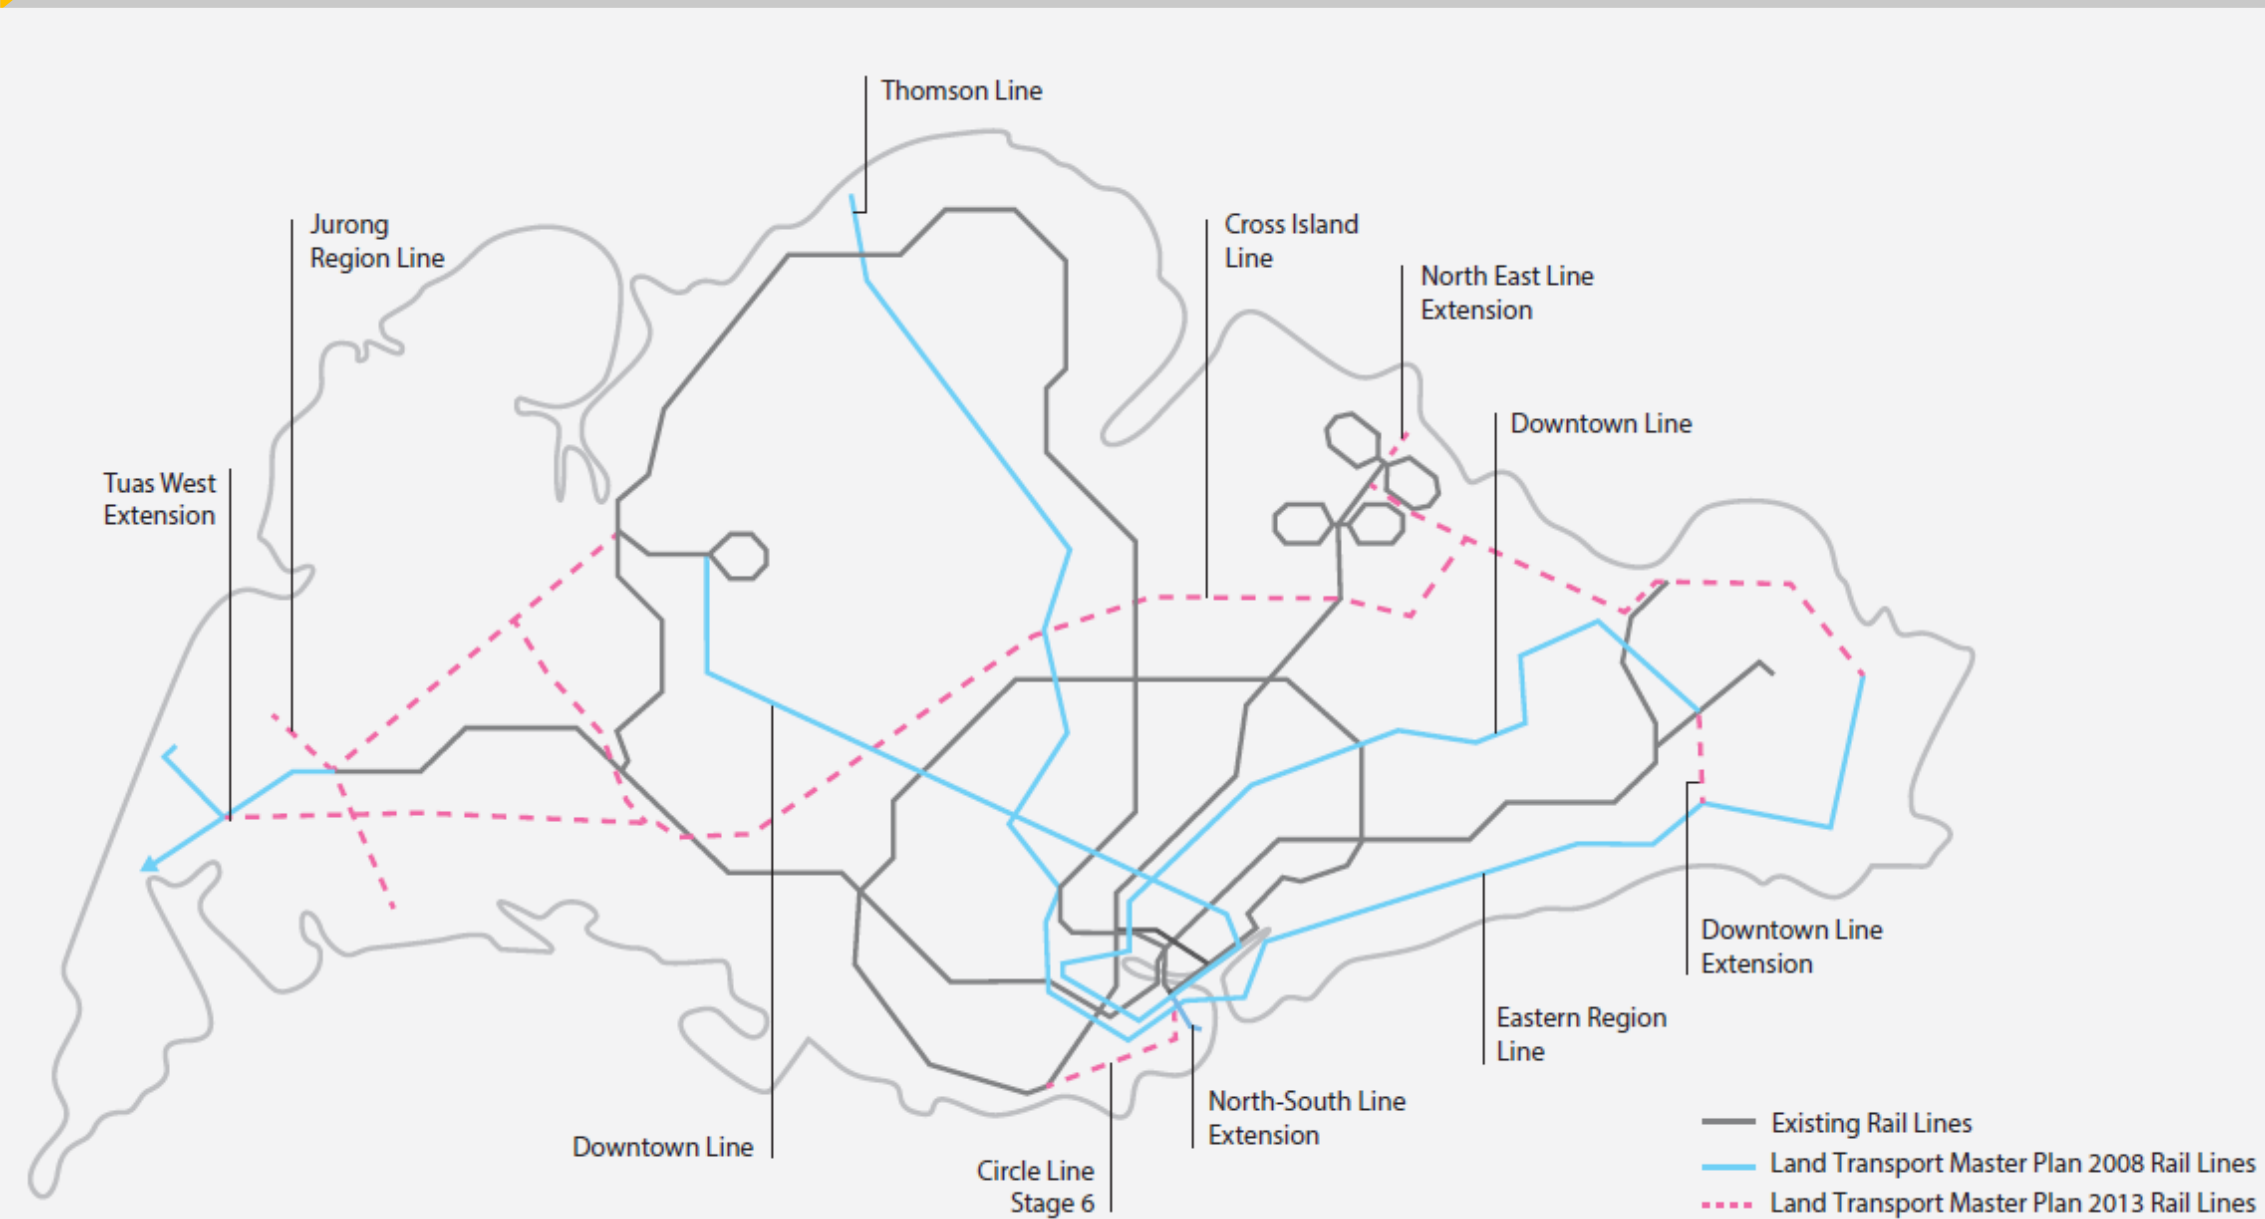 Thomson Line
Jurong
Region Line
Cross Island
Line
North East Line
Extension
Downtown Line
Tuas West
Extension
Downtown Line
Extension
Eastern Region
Line
North-South Line
Extension
Downtown Line
Circle Line
Stage 6
Existing Rail Lines
Land Transport Master Plan 2008 Rail Lines
Land Transport Master Plan 2013 Rail Lines